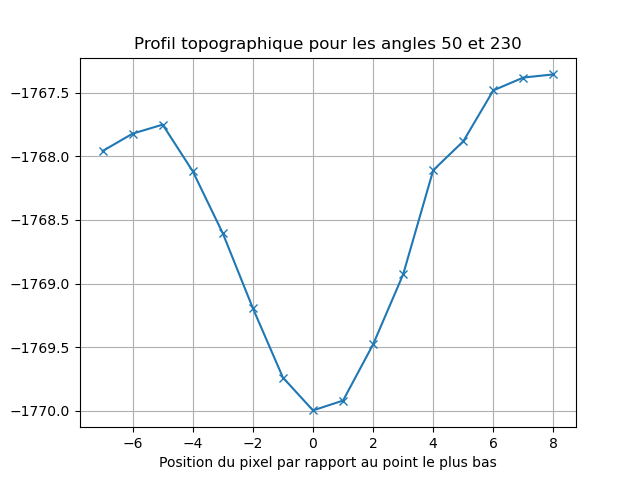 Profil topographique pour les angles 50 et 230
−1767.5
−1768.0
−1768.5
−1769.0
−1769.5
−1770.0
−6 −4 −2 0 2 4 6 8
Position du pixel par rapport au point le plus bas